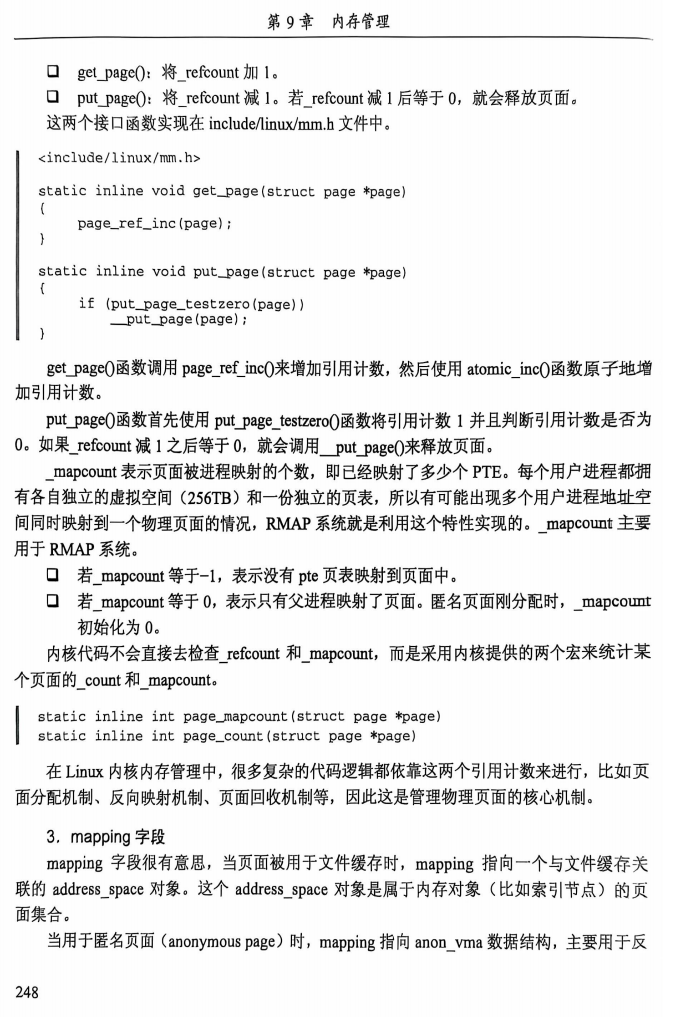 第 9 章 内存管理
❑ get_page()：将_refcount 加 1。
❑ put_page()：将_refcount 减 1。若_refcount 减 1 后等于 0，就会释放页面。
这两个接口函数实现在 include/linux/mm.h 文件中。
<include/linux/mm.h>
static inline void get_page(struct page *page)
{
page_ref_inc(page);
}
static inline void put_page(struct page *page)
{
if (put_page_testzero(page))
__put_page(page);
}
get_page()函数调用 page_ref_inc()来增加引用计数，然后使用 atomic_inc()函数原子地增
加引用计数。
put_page()函数首先使用 put_page_testzero()函数将引用计数 1 并且判断引用计数是否为
0。如果_refcount 减 1 之后等于 0，就会调用__put_page()来释放页面。
_mapcount 表示页面被进程映射的个数，即已经映射了多少个 PTE。每个用户进程都拥
有各自独立的虚拟空间（256TB）和一份独立的页表，所以有可能出现多个用户进程地址空
间同时映射到一个物理页面的情况，RMAP 系统就是利用这个特性实现的。_mapcount 主要
用于 RMAP 系统。
❑ 若_mapcount 等于−1，表示没有 pte 页表映射到页面中。
❑ 若_mapcount 等于 0，表示只有父进程映射了页面。匿名页面刚分配时，_mapcount
初始化为 0。
内核代码不会直接去检查_refcount 和_mapcount，而是采用内核提供的两个宏来统计某
个页面的_count 和_mapcount。
static inline int page_mapcount(struct page *page)
static inline int page_count(struct page *page)
在 Linux 内核内存管理中，很多复杂的代码逻辑都依靠这两个引用计数来进行，比如页
面分配机制、反向映射机制、页面回收机制等，因此这是管理物理页面的核心机制。
3．mapping 字段
mapping 字段很有意思，当页面被用于文件缓存时，mapping 指向一个与文件缓存关
联的 address_space 对象。这个 address_space 对象是属于内存对象（比如索引节点）的页
面集合。
当用于匿名页面（anonymous page）时，mapping 指向 anon_vma 数据结构，主要用于反
248